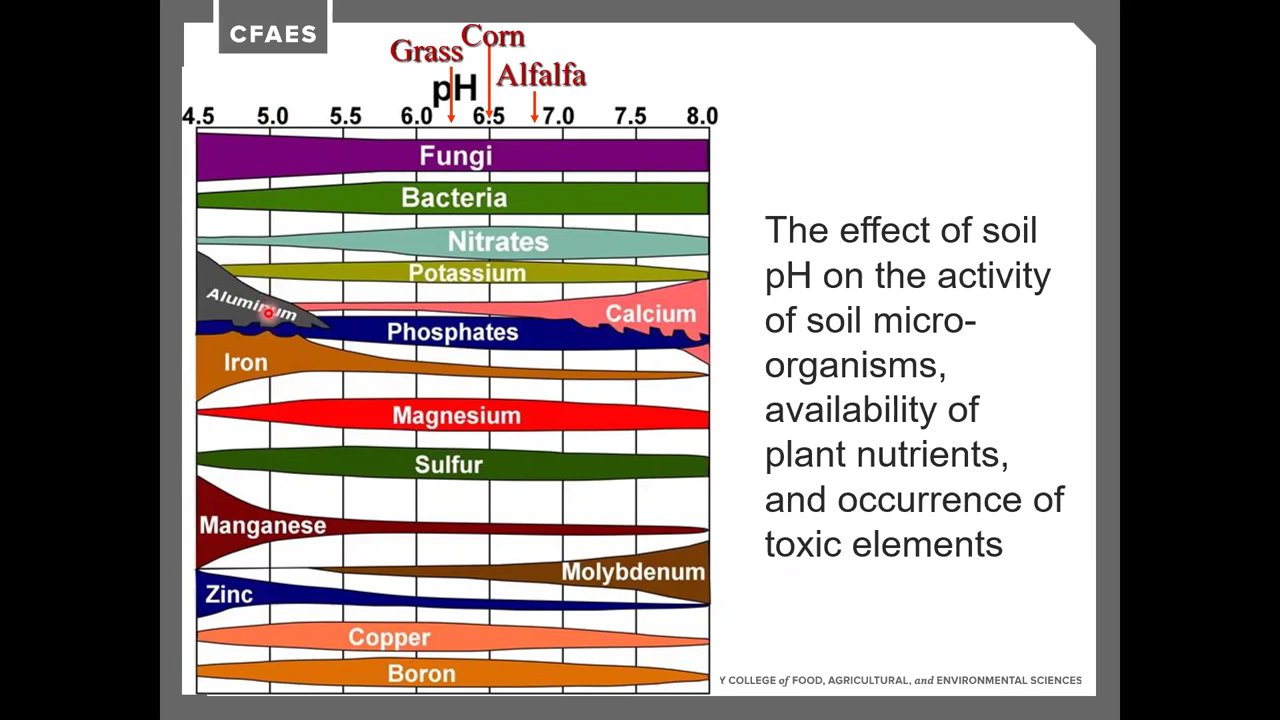 CFAES
Corn
Grass
Alfalfa
pH
4.5 5.0 5.5 6.0 6.5 7.0 7.5 8.0
Fungi
Bacteria
Nitrates
Potassium
Aluminum
Calcium
Phosphates
Iron
Magnesium
Sulfur
Manganese
Molybdenum
Zinc
Copper
Boron
The effect of soil
pH on the activity
of soil micro-
organisms,
availability of
plant nutrients,
and occurrence of
toxic elements
Y COLLEGE of FOOD, AGRICULTURAL, and ENVIRONMENTAL SCIENCES